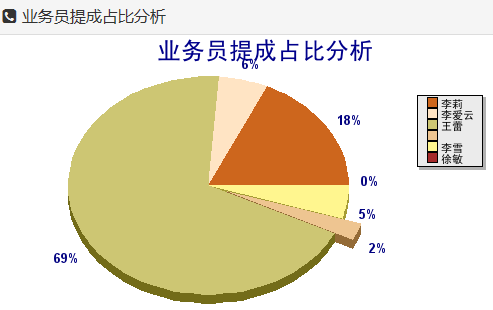 业务员提成占比分析
业务员提成占比分析
6%
18%
0%
5%
2%
69%
李莉
李爱云
王蕾
李雪
徐敏